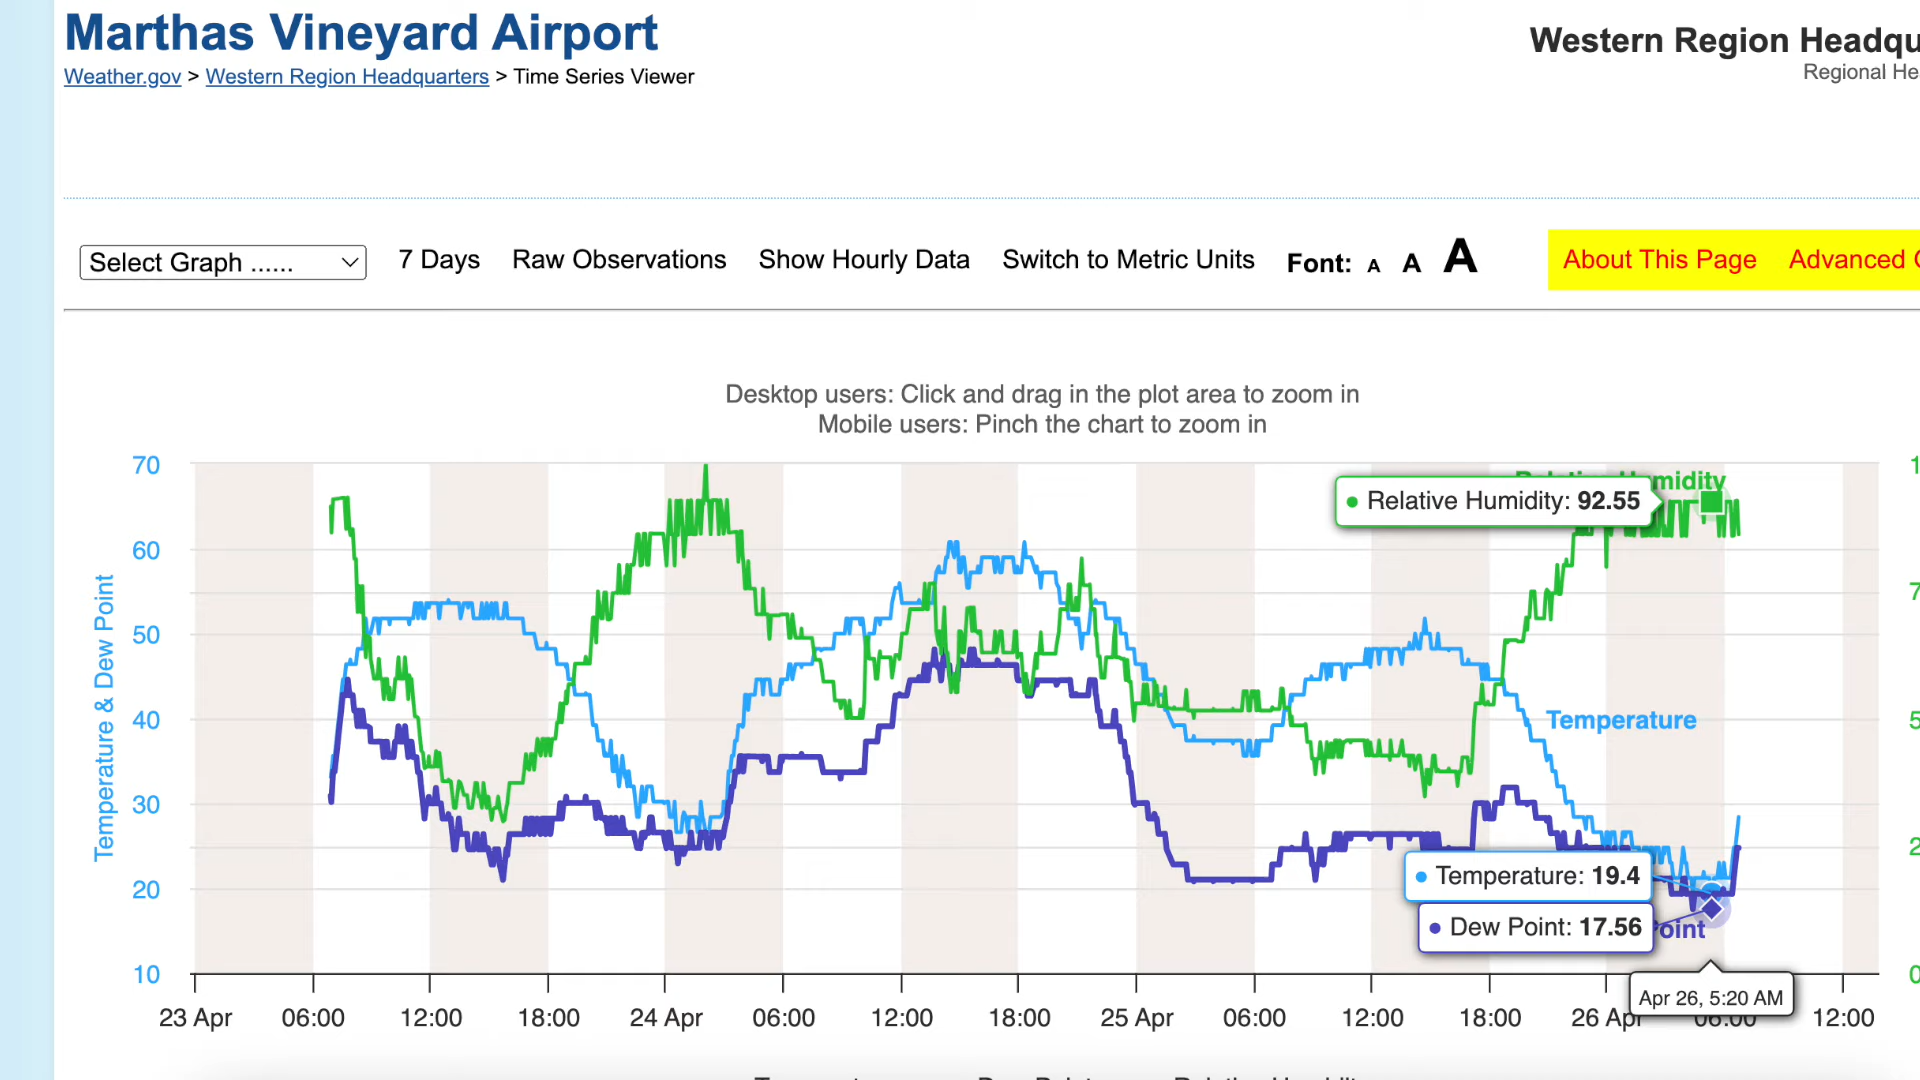 Marthas Vineyard Airport
Western Region Headqu
Weather.gov > Western Region Headquarters > Time Series Viewer
Regional He
Select Graph ......
7 Days
Raw Observations
Show Hourly Data
Switch to Metric Units
Font: A A A
About This Page
Advanced
Desktop users: Click and drag in the plot area to zoom in
Mobile users: Pinch the chart to zoom in
70
60
50
40
30
20
10
Temperature & Dew Point
midity
Relative Humidity: 92.55
Temperature
Temperature: 19.4
Dew Point: 17.56
oint
Apr 26, 5:20 AM
23 Apr 06:00 12:00 18:00 24 Apr 06:00 12:00 18:00 25 Apr 06:00 12:00 18:00 26 Apr 06:00 12:00